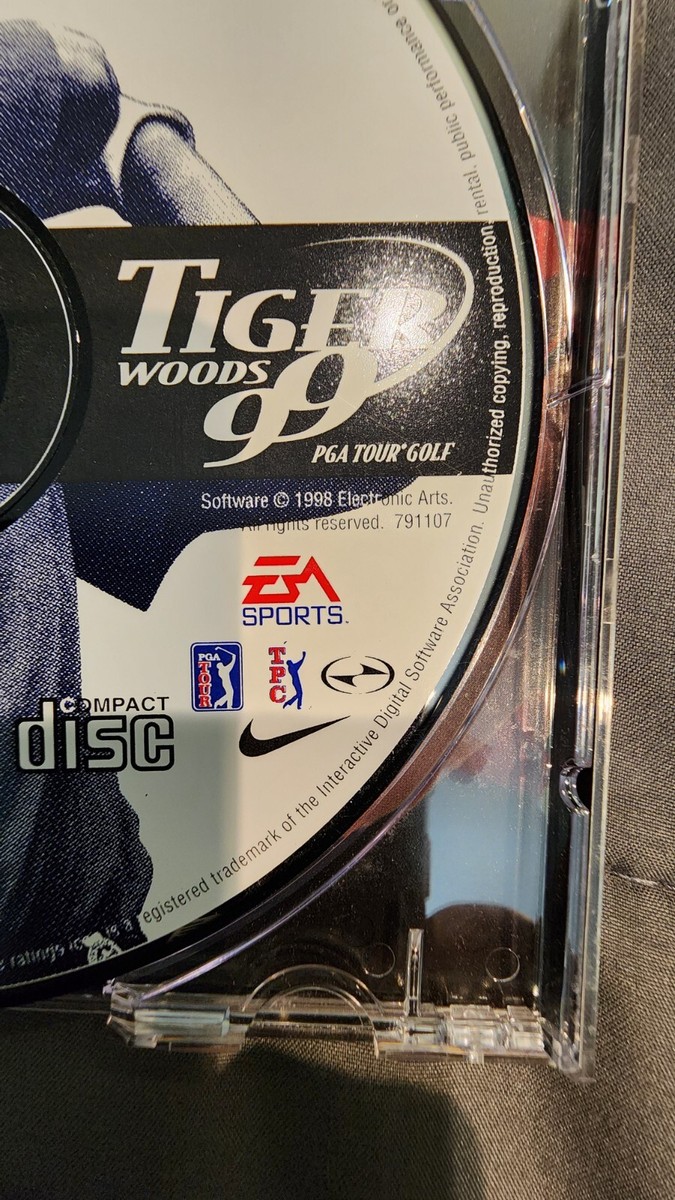 TIGER
WOODS
99
PGA TOUR GOLF
Software © 1998 Electronic Arts.
All rights reserved. 791107
EA
SPORTS
PGA
TOUR
TPC
COMPACT
disc
ratings
a registered trademark of the Interactive Digital Software Association. Unauthorized copying, reproduction, rental, public performance or